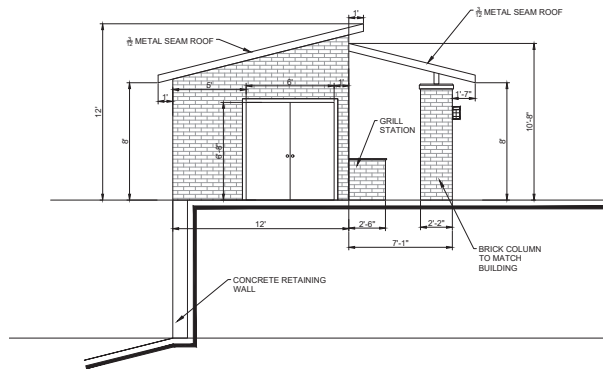 1'
3/12 METAL SEAM ROOF
3/12 METAL SEAM ROOF
12'
8'
1'
5'
6'
1'
6'-8"
GRILL
STATION
1'-7"
10'-8"
8'
12'
2'-6"
2'-2"
7'-1"
BRICK COLUMN
TO MATCH
BUILDING
CONCRETE RETAINING
WALL